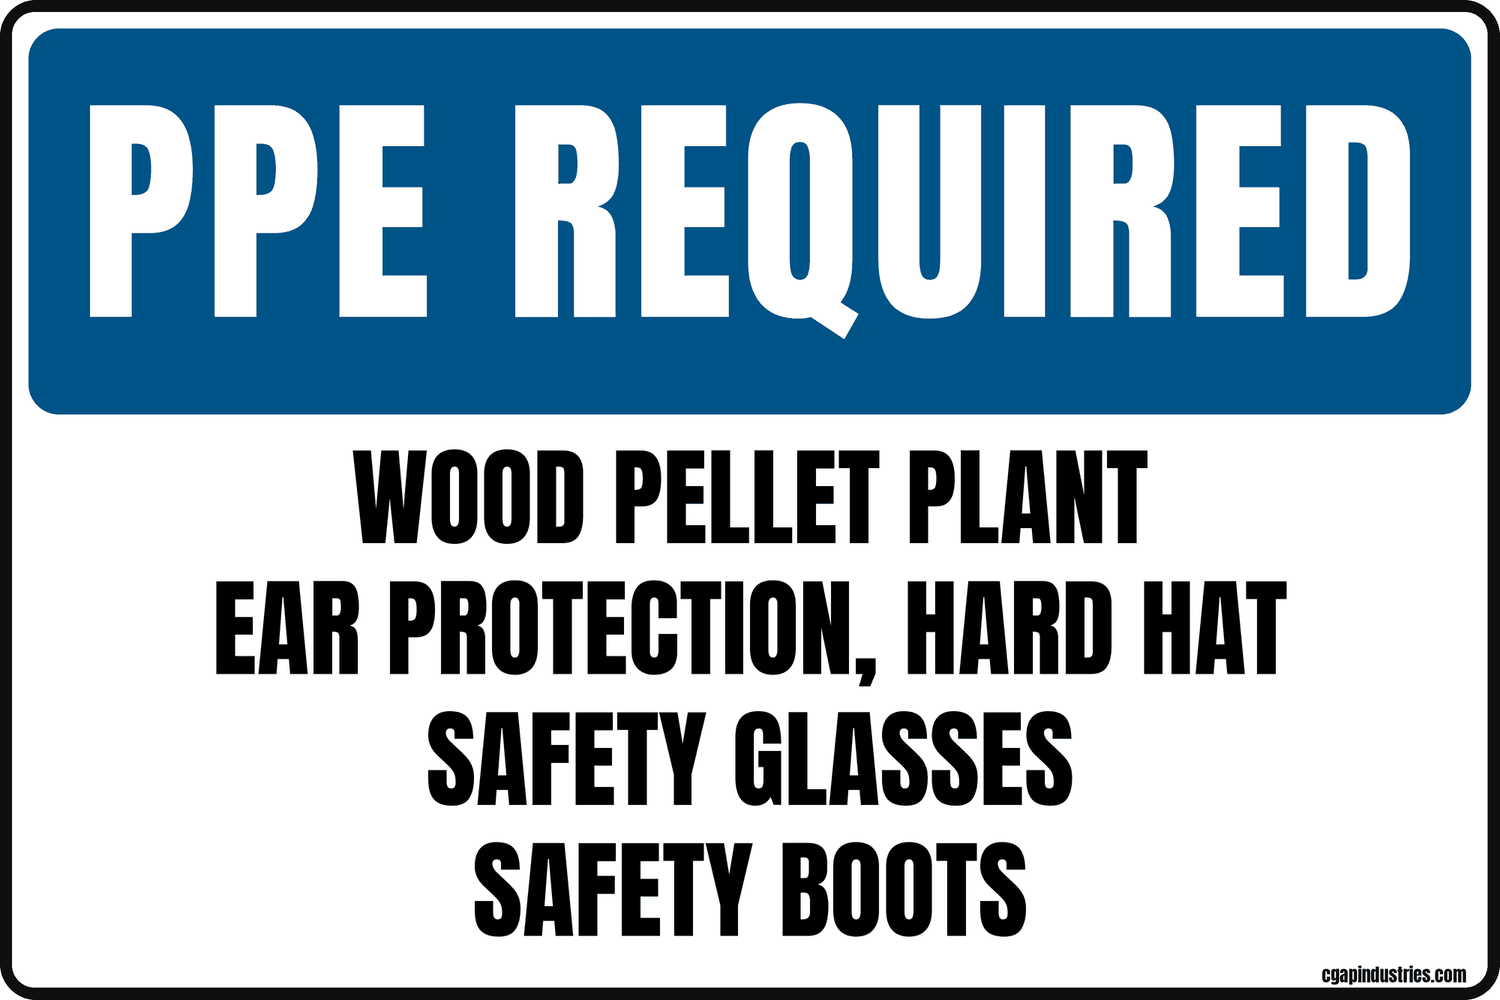 PPE REQUIRED
WOOD PELLET PLANT
EAR PROTECTION, HARD HAT
SAFETY GLASSES
SAFETY BOOTS
cgapindustries.com